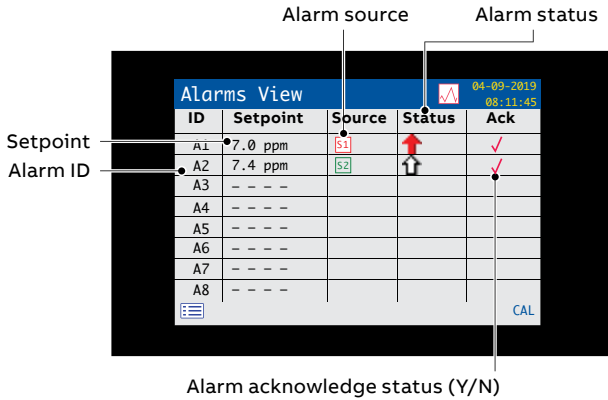 Alarm source Alarm status
Alarms View 04-09-2019
08:11:45
ID Setpoint Source Status Ack
Setpoint A1 7.0 ppm S1
Alarm ID A2 7.4 ppm S2
A3 – – – –
A4 – – – –
A5 – – – –
A6 – – – –
A7 – – – –
A8 – – – –
CAL
Alarm acknowledge status (Y/N)